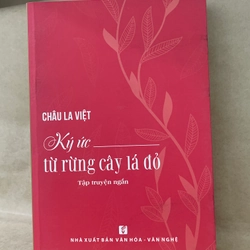 CHÂU LA VIỆT
Ký ức
từ rừng cây lá đỏ
Tập truyện ngắn
NHÀ XUẤT BẢN VĂN HÓA - VĂN NGHỆ